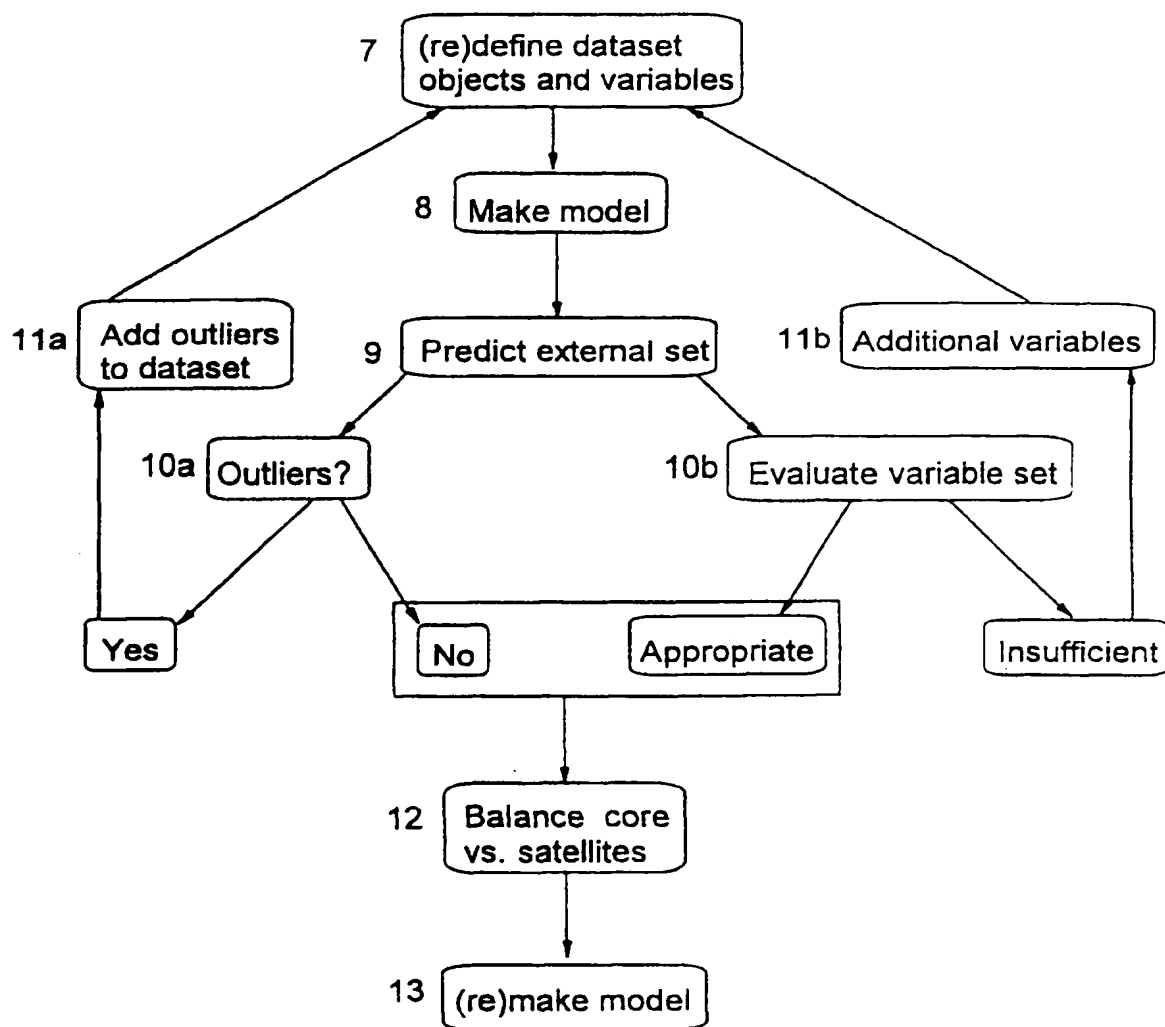 7
(re)define dataset
objects and variables
8
Make model
11a
Add outliers
to dataset
9
Predict external set
11b
Additional variables
10a
Outliers?
10b
Evaluate variable set
Yes
No
Appropriate
Insufficient
12
Balance core
vs. satellites
13
(re)make model